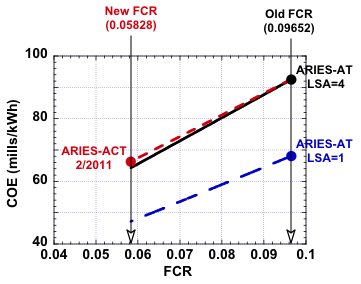 New FCR
(0.05828)
Old FCR
(0.09652)
100
80
60
40
COE (mills/kWh)
ARIES-AT
LSA=4
ARIES-ACT
2/2011
ARIES-AT
LSA=1
0.04
0.05
0.06
0.07
0.08
0.09
0.1
FCR